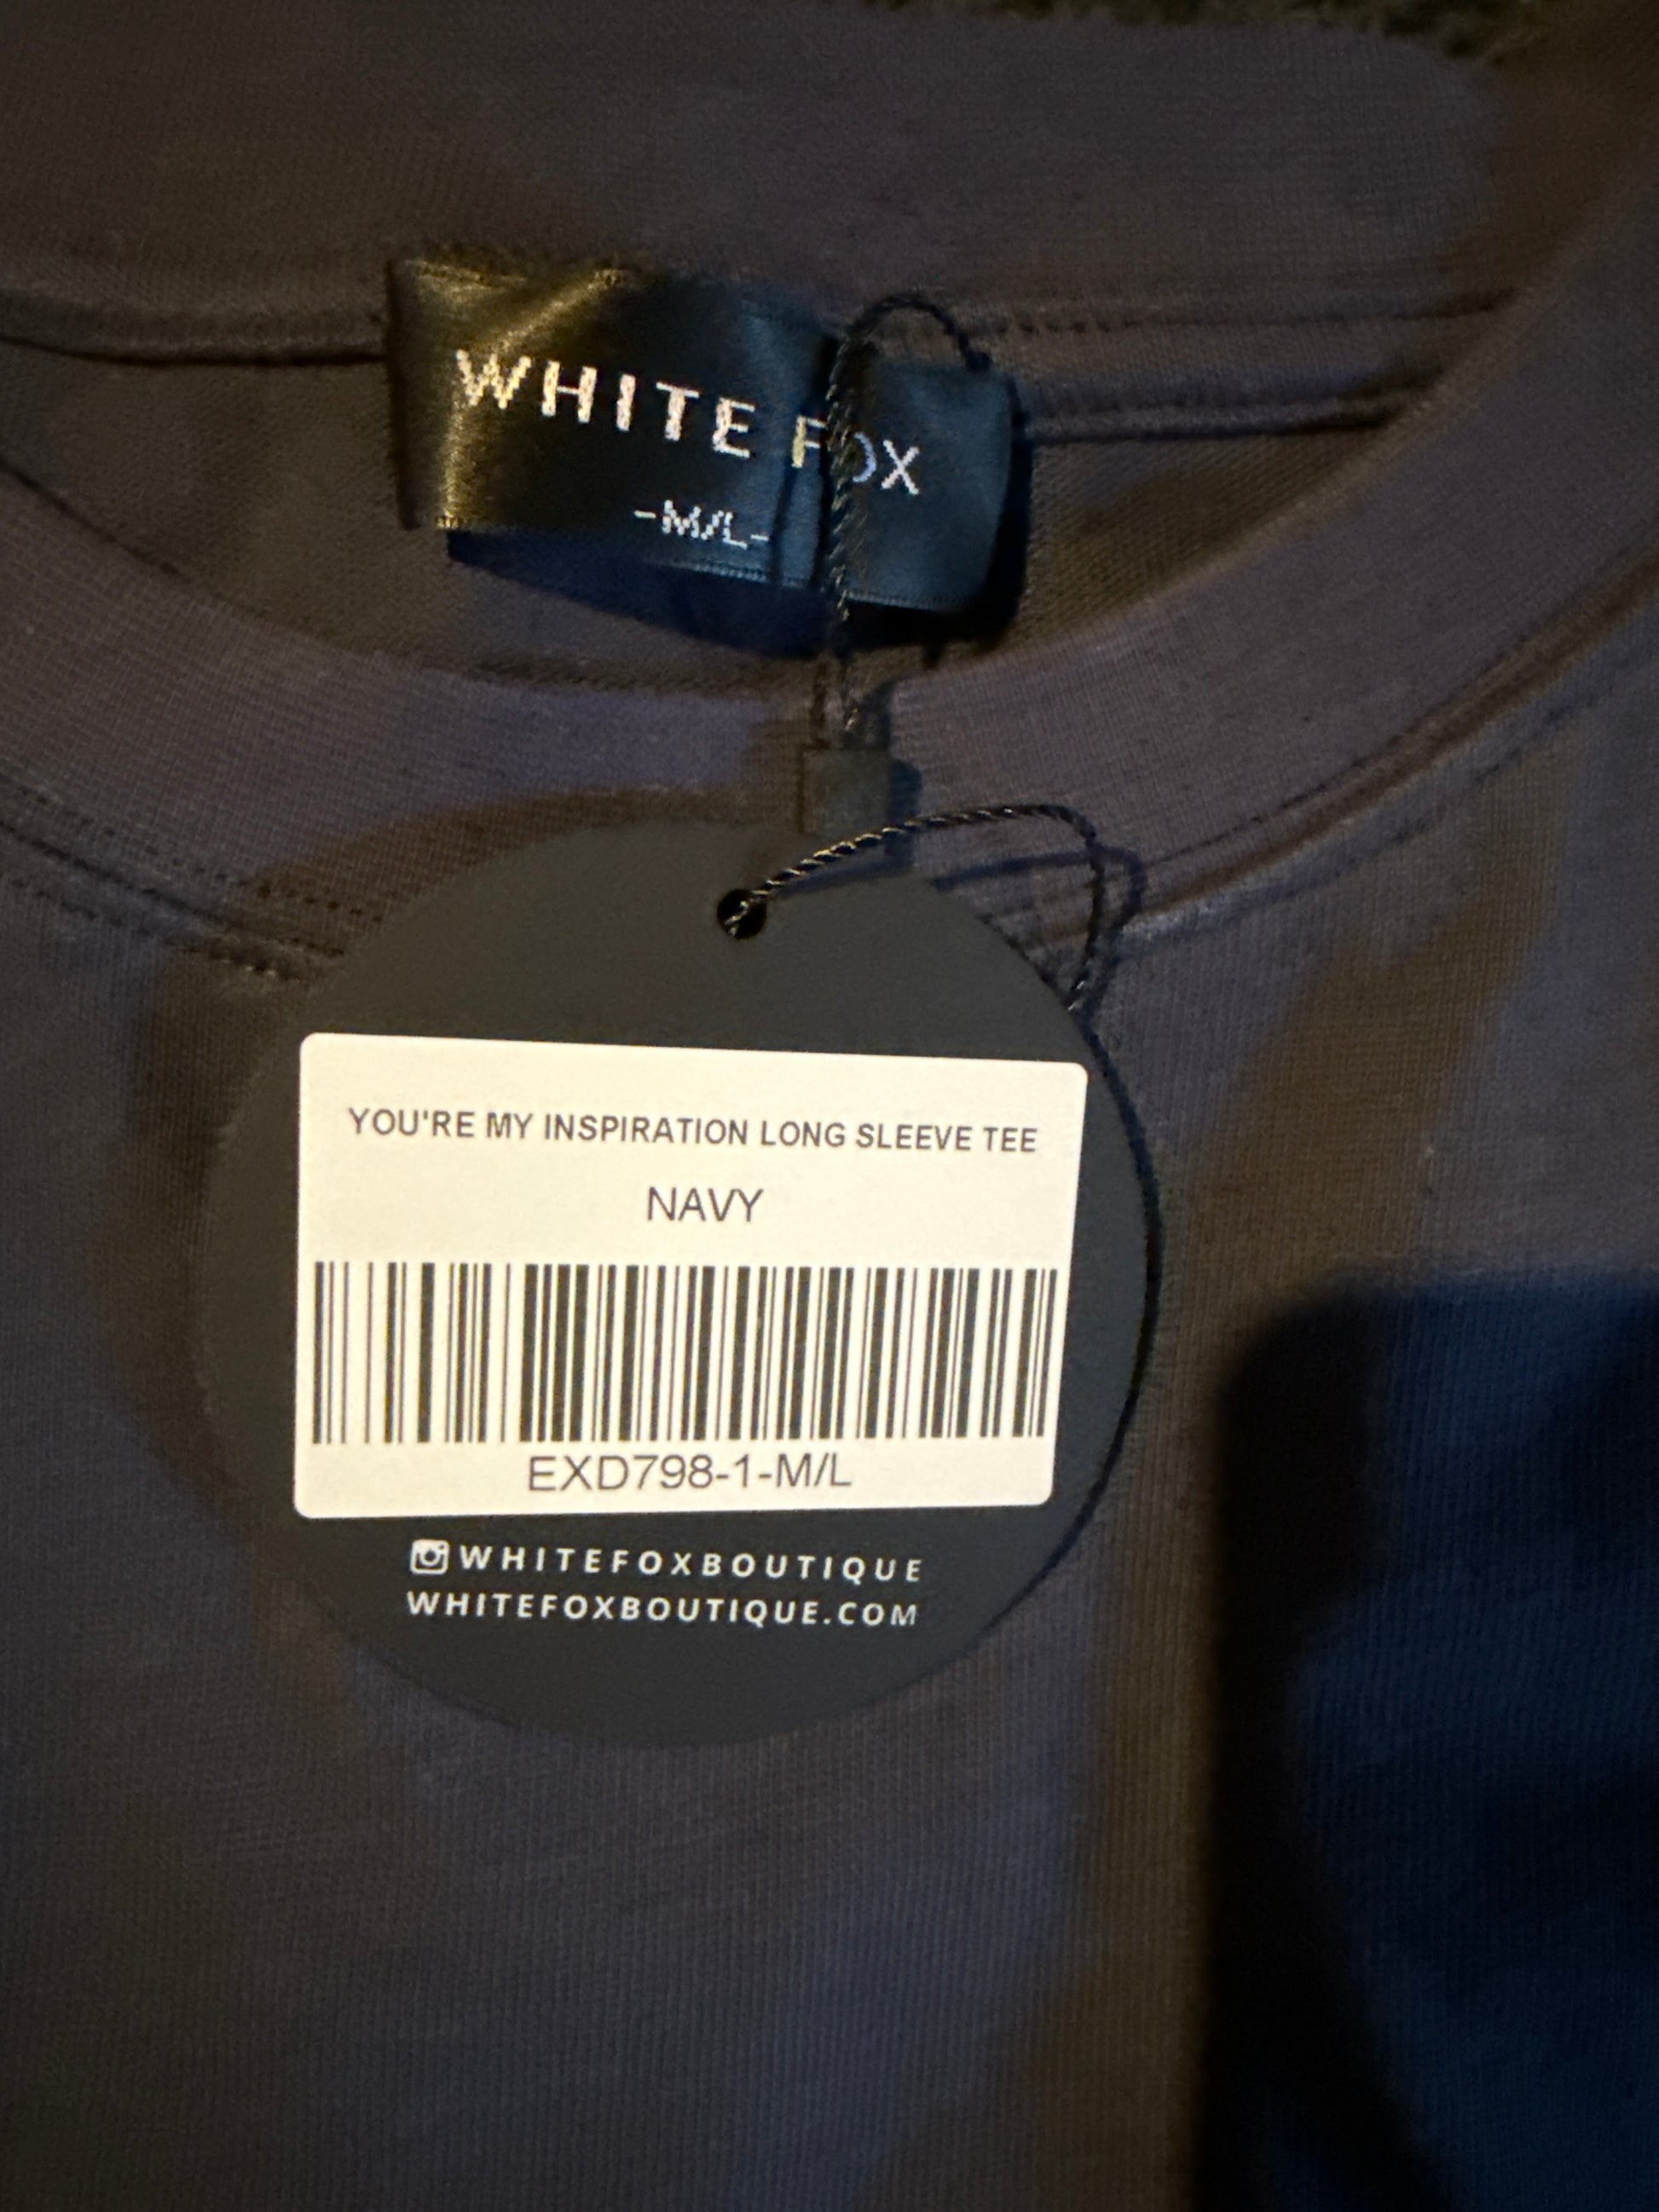 WHITE FOX
-M/L-
YOU'RE MY INSPIRATION LONG SLEEVE TEE
NAVY
EXD798-1-M/L
WHITEFOXBOUTIQUE
WHITEFOXBOUTIQUE.COM